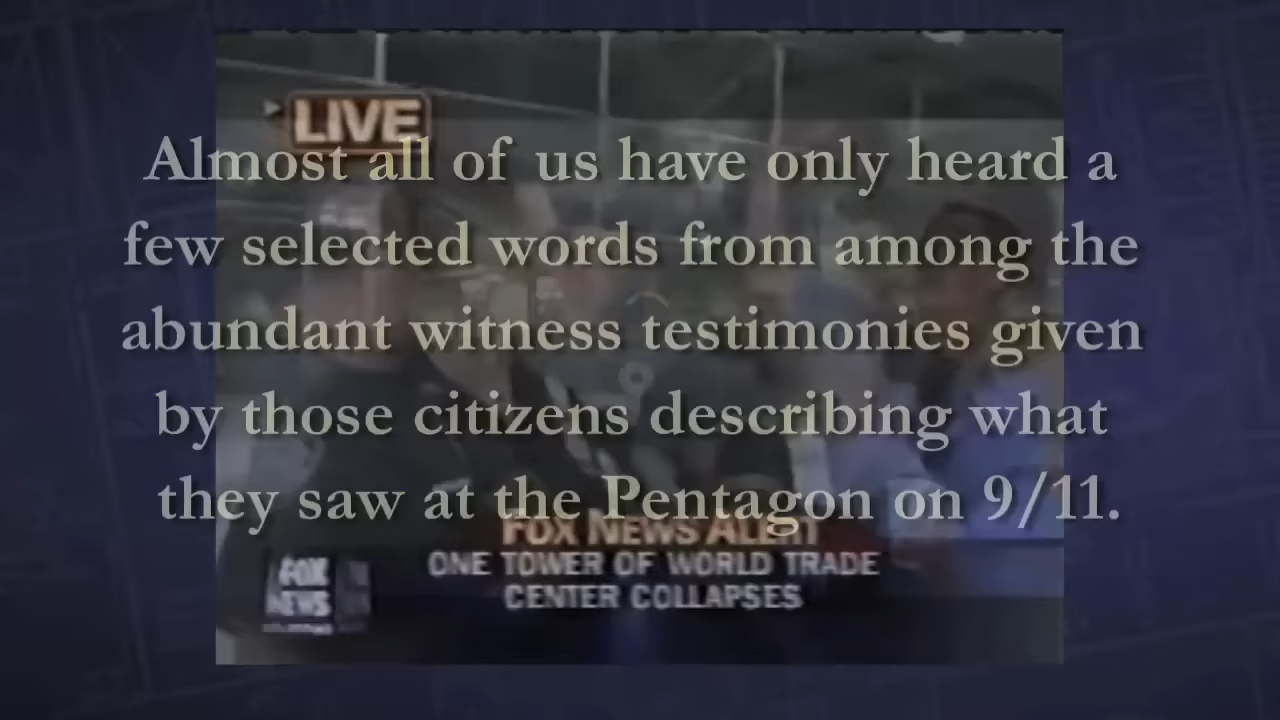 LIVE
Almost all of us have only heard a
few selected words from among the
abundant witness testimonies given
by those citizens describing what
they saw at the Pentagon on 9/11.
FOX NEWS ALERT
ONE TOWER OF WORLD TRADE
CENTER COLLAPSES
FOX
NEWS